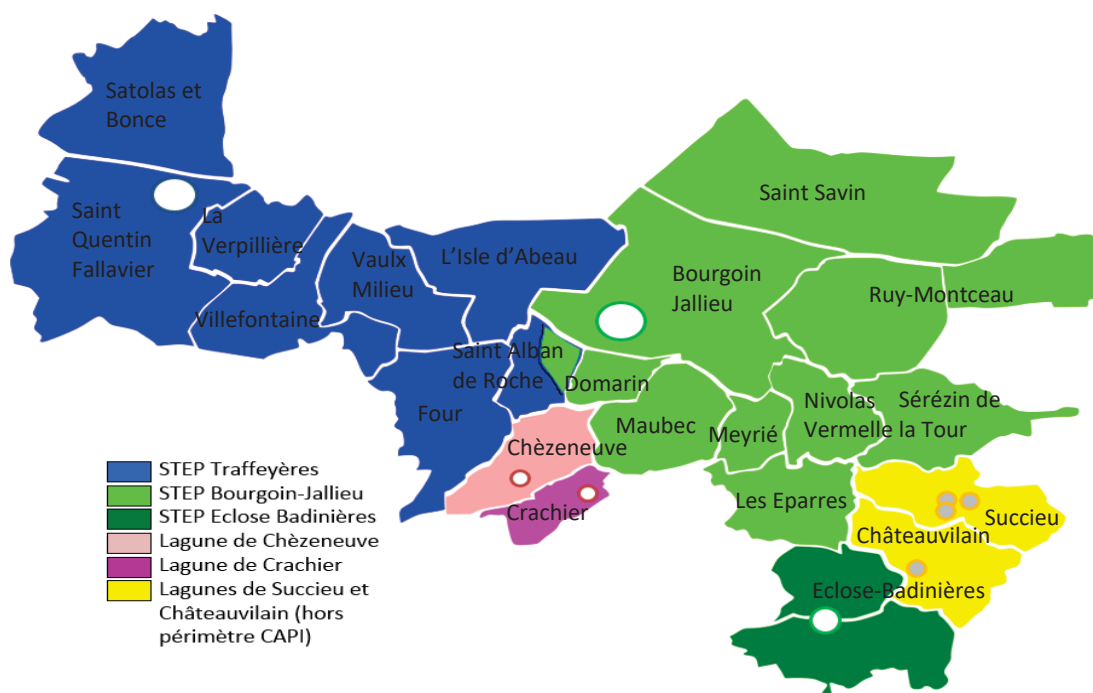 Satolas et
Bonce
Saint Savin
Saint
Quentin
Fallavier
La
Verpillière
Vaulx
Milieu
L'Isle d'Abeau
Bourgoin
Jallieu
Ruy-Montceau
Villefontaine
Saint Alban
de Roche
Domarin
Four
Maubec
Meyrié
Nivolas
Vermelle
Sérézin de
la Tour
Chèzeneuve
Crachier
Les Eparres
Succieu
Châteauvilain
Eclose-Badinières
STEP Traffeyères
STEP Bourgoin-Jallieu
STEP Eclose Badinières
Lagune de Chèzeneuve
Lagune de Crachier
Lagunes de Succieu et
Châteauvilain (hors
périmètre CAPI)